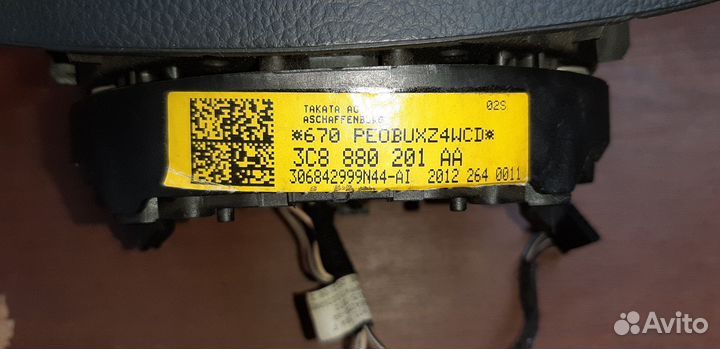 TAKATA AG
02S
ASCHAFFENBURG
*670 PEOBUXZ4WCD*
3C8 880 201 AA
306842999N44-AI 2012 264 0011
Avito